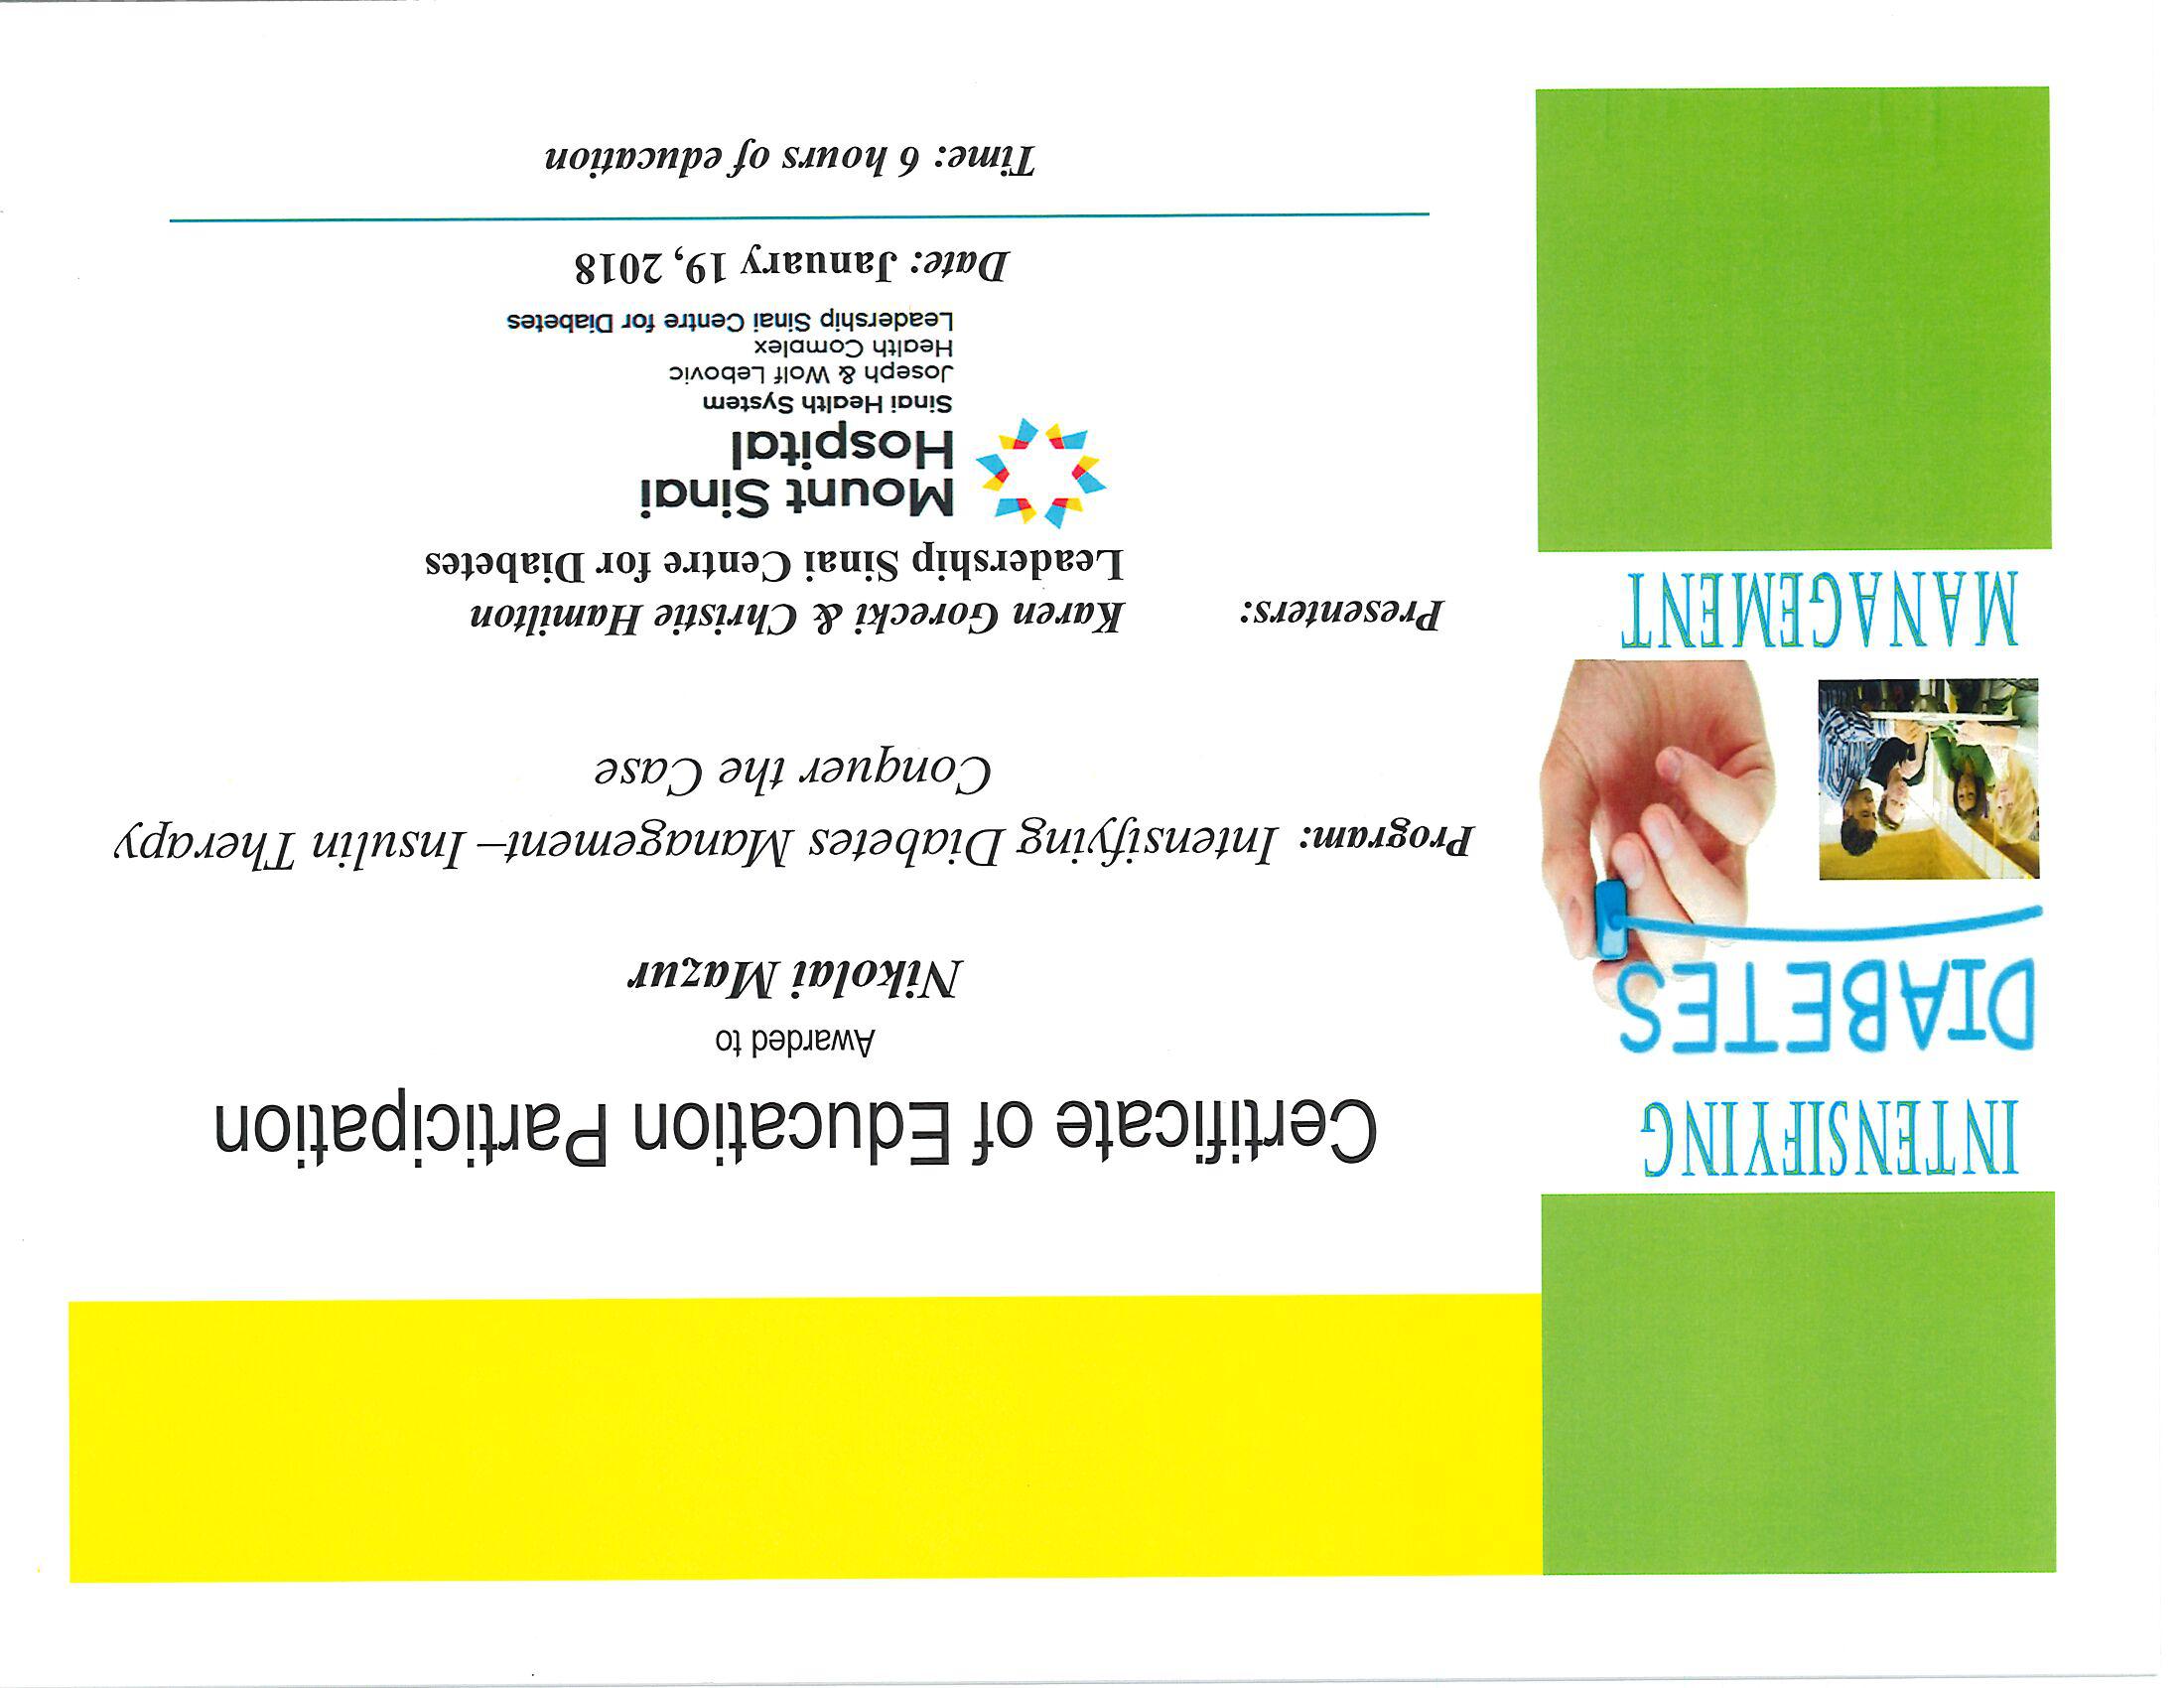 INTENSIFYING
DIABETES
MANAGEMENT
Certificate of Education Participation
Awarded to
Nikolai Mazur
Program: Intensifying Diabetes Management– Insulin Therapy
Conquer the Case
Presenters: Karen Gorecki & Christie Hamilton
Leadership Sinai Centre for Diabetes
Mount Sinai
Hospital
Sinai Health System
Joseph & Wolf Lebovic
Health Complex
Leadership Sinai Centre for Diabetes
Date: January 19, 2018
Time: 6 hours of education